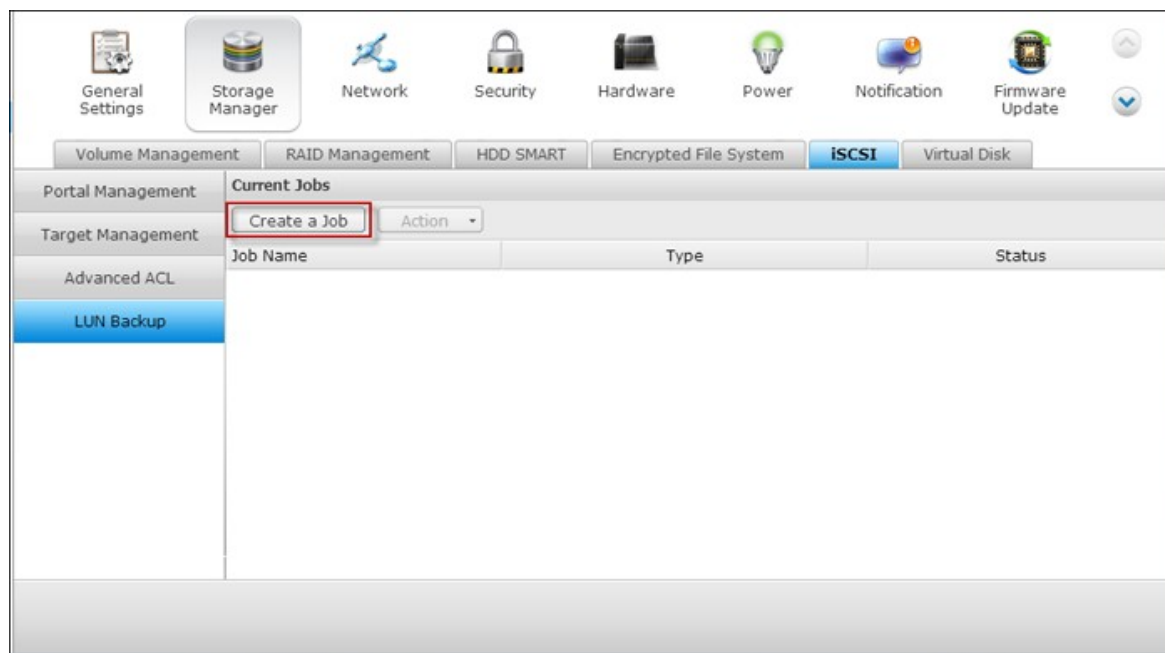 General Settings
Storage Manager
Network
Security
Hardware
Power
Notification
Firmware Update
Volume Management
RAID Management
HDD SMART
Encrypted File System
iSCSI
Virtual Disk
Portal Management
Target Management
Advanced ACL
LUN Backup
Current Jobs
Create a Job
Action
Job Name
Type
Status